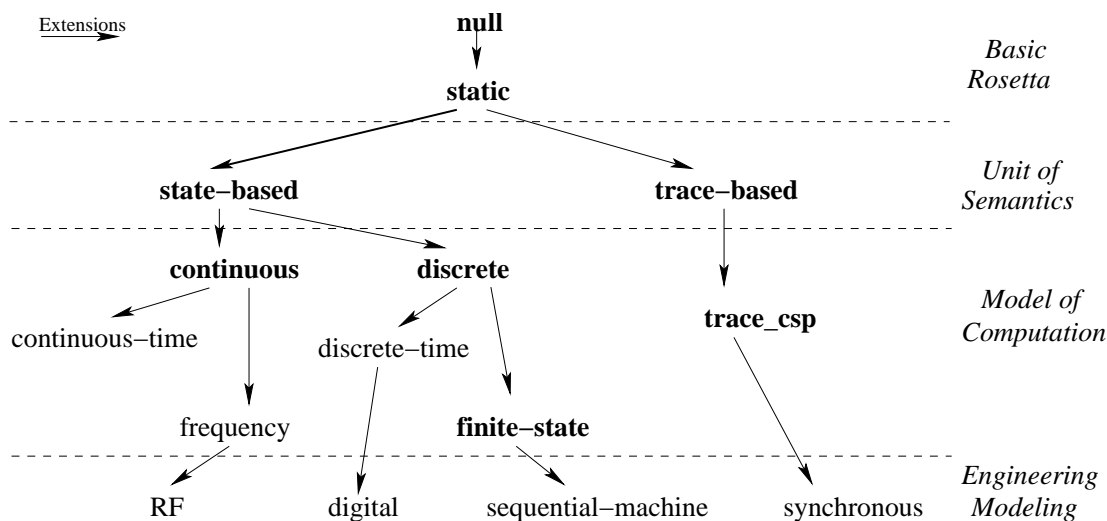 Extensions
null
Basic
Rosetta
static
state−based
trace−based
Unit of
Semantics
continuous
discrete
trace_csp
Model of
Computation
continuous−time
discrete−time
frequency
finite−state
Engineering
Modeling
RF
digital
sequential−machine
synchronous